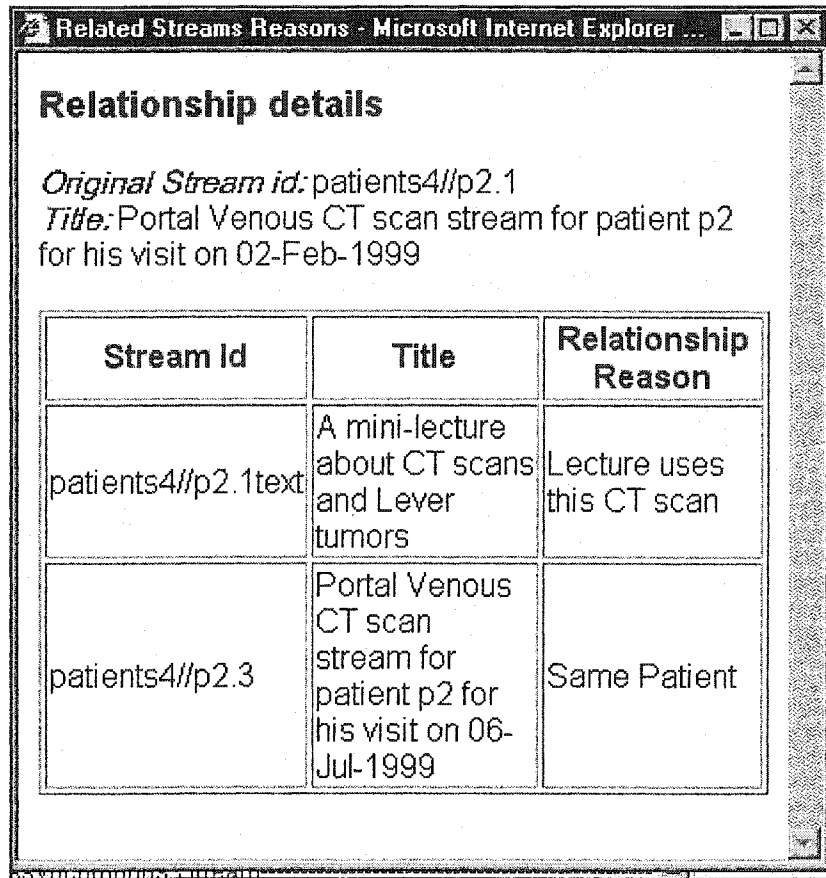 Related Streams Reasons - Microsoft Internet Explorer ...
Relationship details
Original Stream id: patients4//p2.1
Title: Portal Venous CT scan stream for patient p2
for his visit on 02-Feb-1999
Stream Id
Title
Relationship
Reason
patients4//p2.1text
A mini-lecture
about CT scans
and Lever
tumors
Lecture uses
this CT scan
patients4//p2.3
Portal Venous
CT scan
stream for
patient p2 for
his visit on 06-
Jul-1999
Same Patient